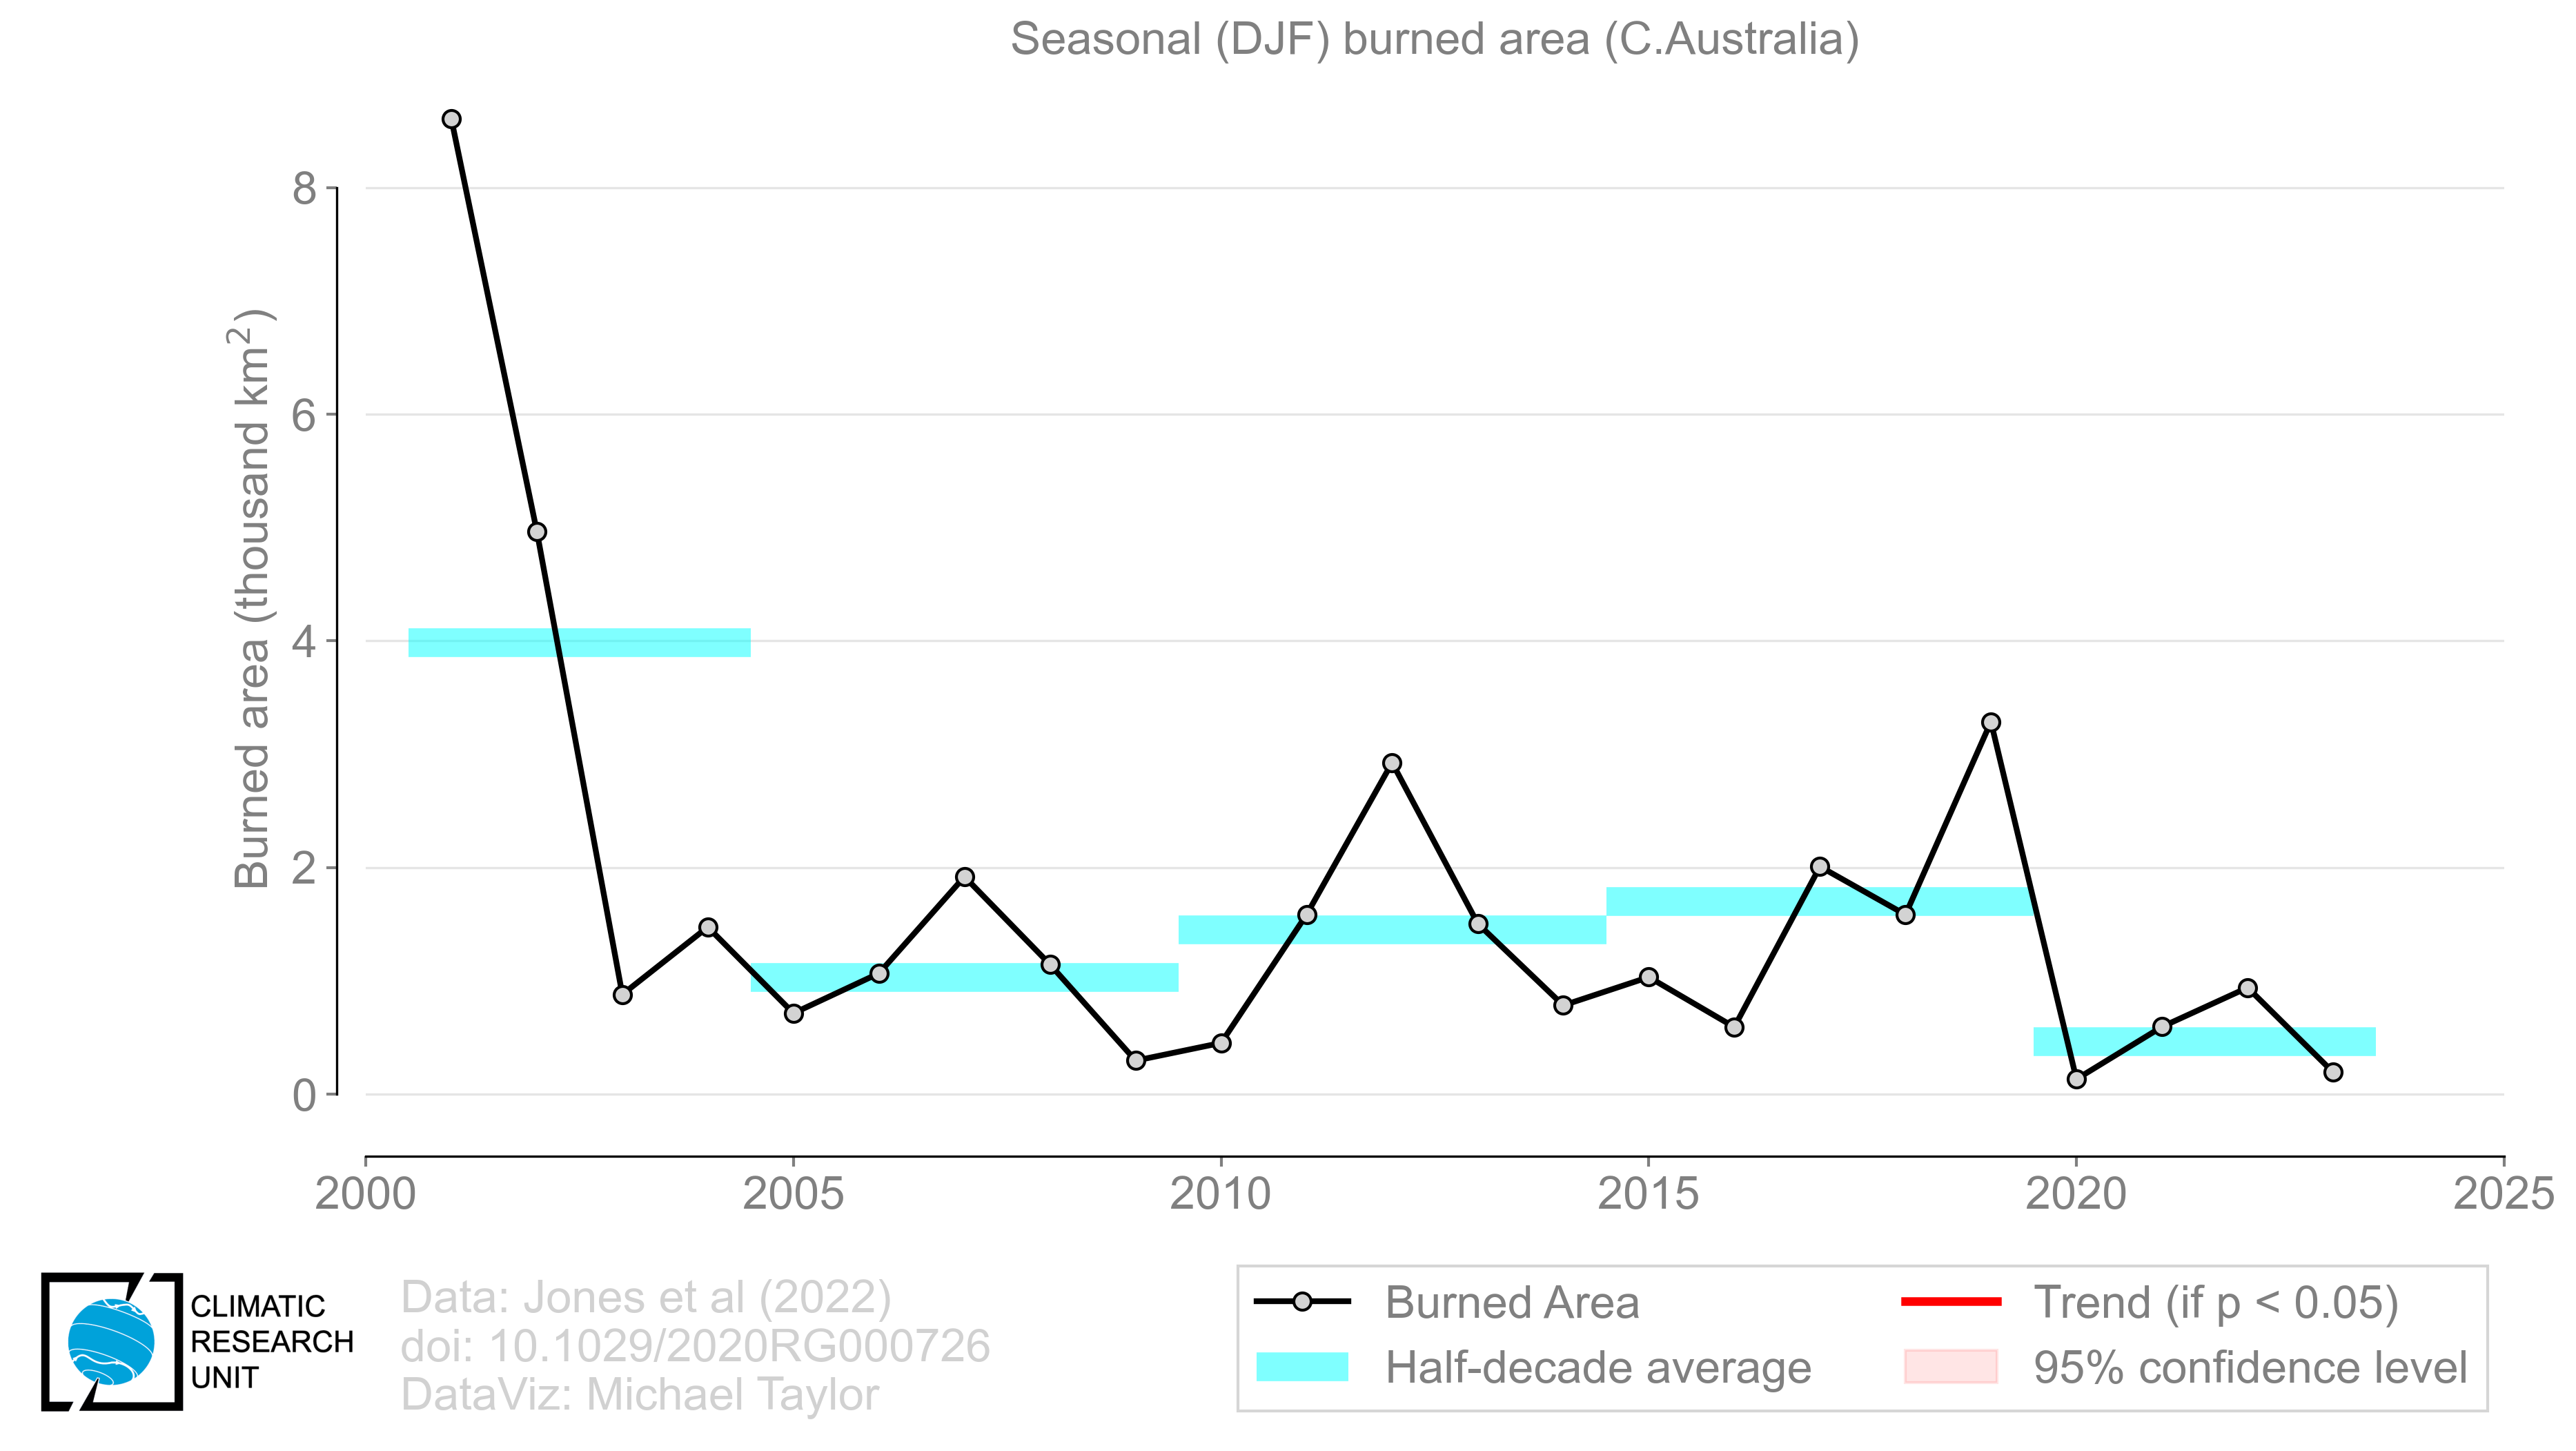 Seasonal (DJF) burned area (C.Australia)
Burned area (thousand km²)
8
6
4
2
0
2000
2005
2010
2015
2020
2025
CLIMATIC
RESEARCH
UNIT
Data: Jones et al (2022)
doi: 10.1029/2020RG000726
DataViz: Michael Taylor
Burned Area
Half-decade average
Trend (if p < 0.05)
95% confidence level